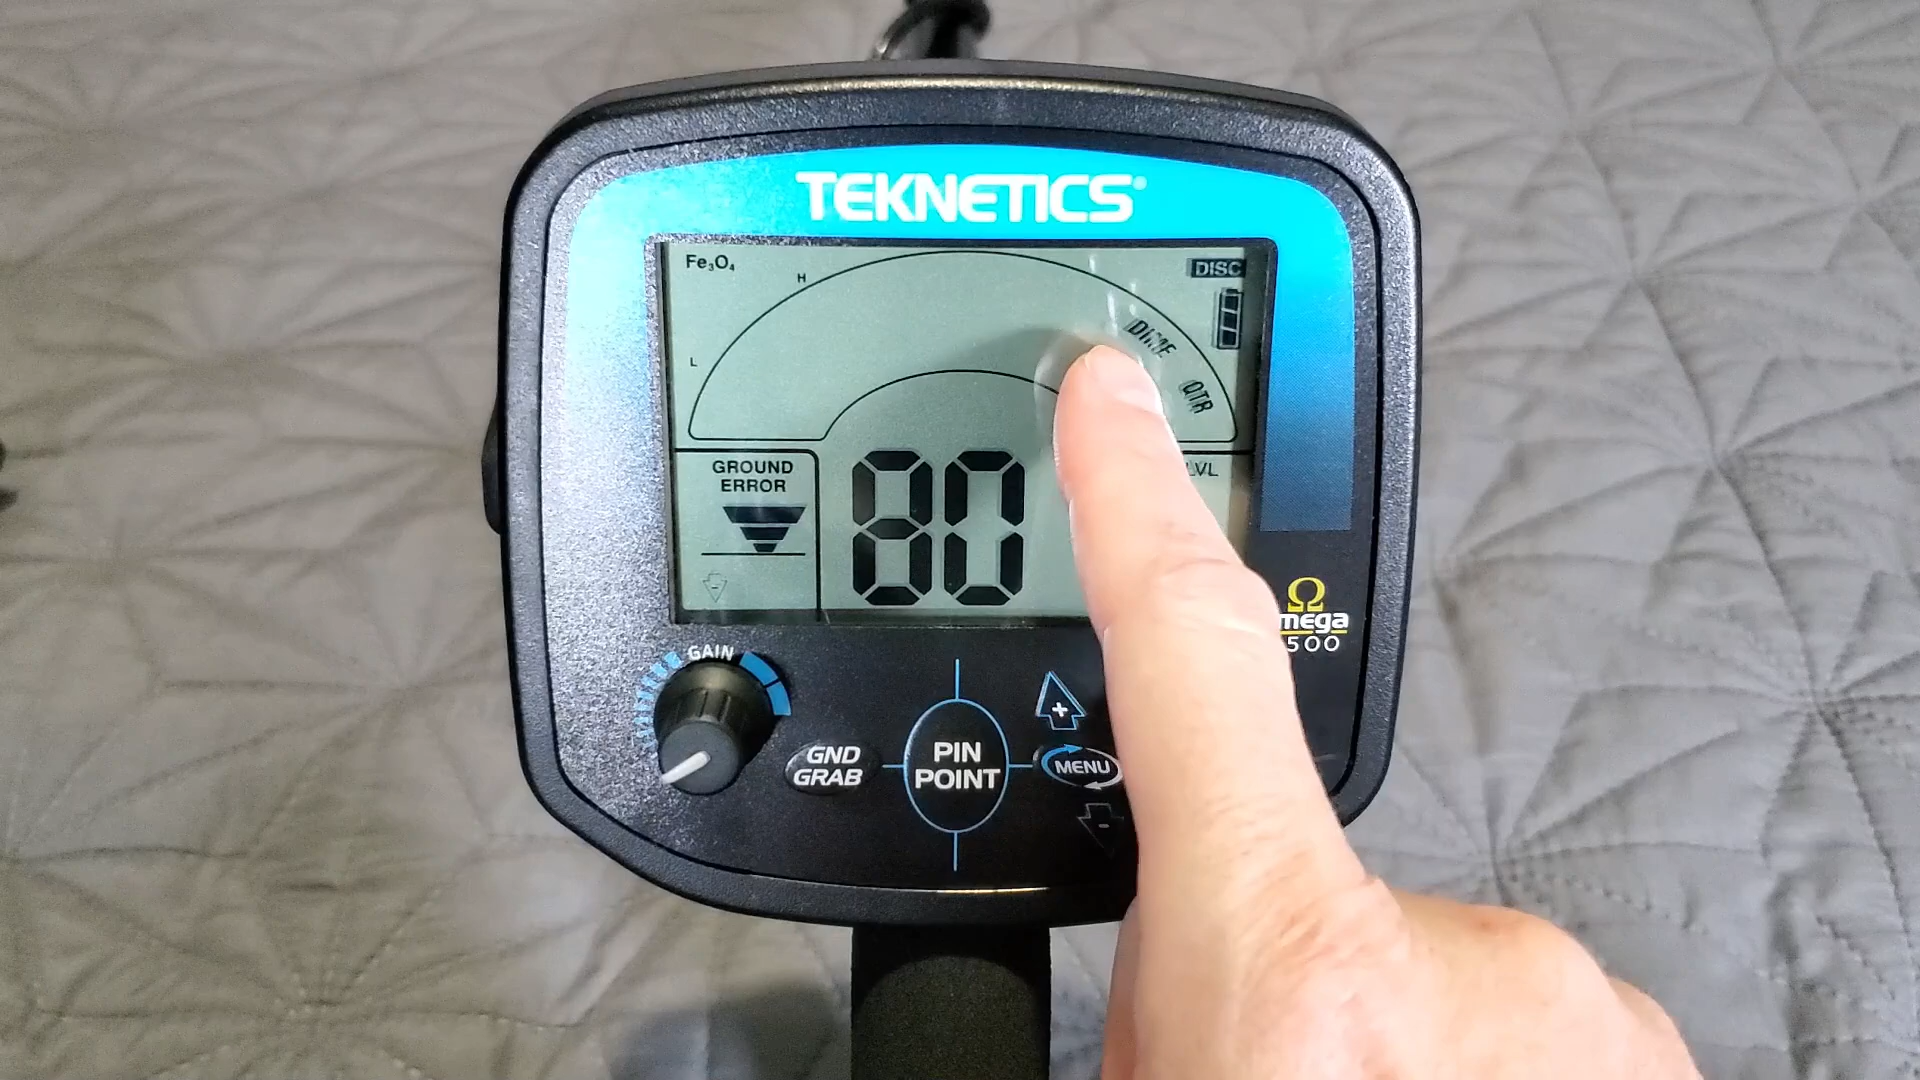 TEKNETICS®
Fe₃O₄
H
DISC
L
DIME
QTR
GROUND
ERROR
80
LVL
Ω
mega
500
GAIN
+
GND
GRAB
PIN
POINT
MENU
-